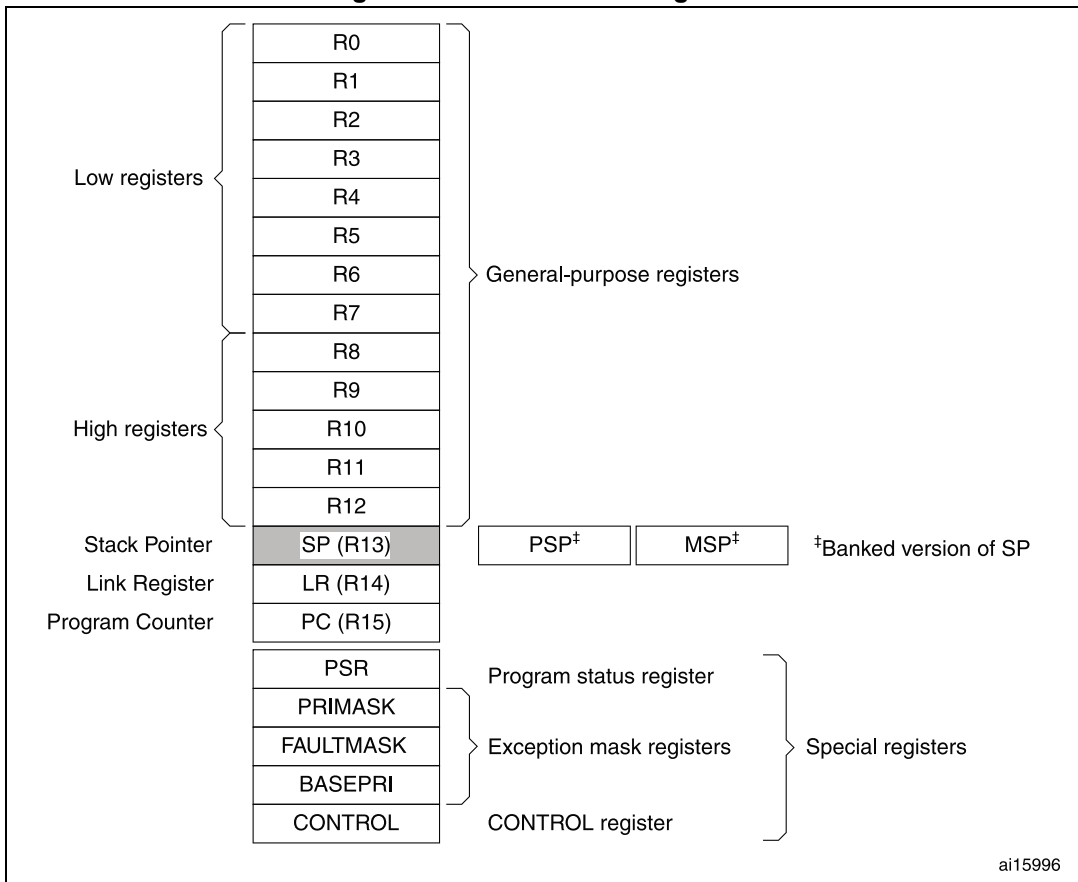 R0
R1
R2
R3
Low registers
R4
R5
R6
General-purpose registers
R7
R8
R9
High registers
R10
R11
R12
Stack Pointer SP (R13) PSP‡ MSP‡ ‡Banked version of SP
Link Register LR (R14)
Program Counter PC (R15)
PSR Program status register
PRIMASK
FAULTMASK Exception mask registers Special registers
BASEPRI
CONTROL CONTROL register
ai15996